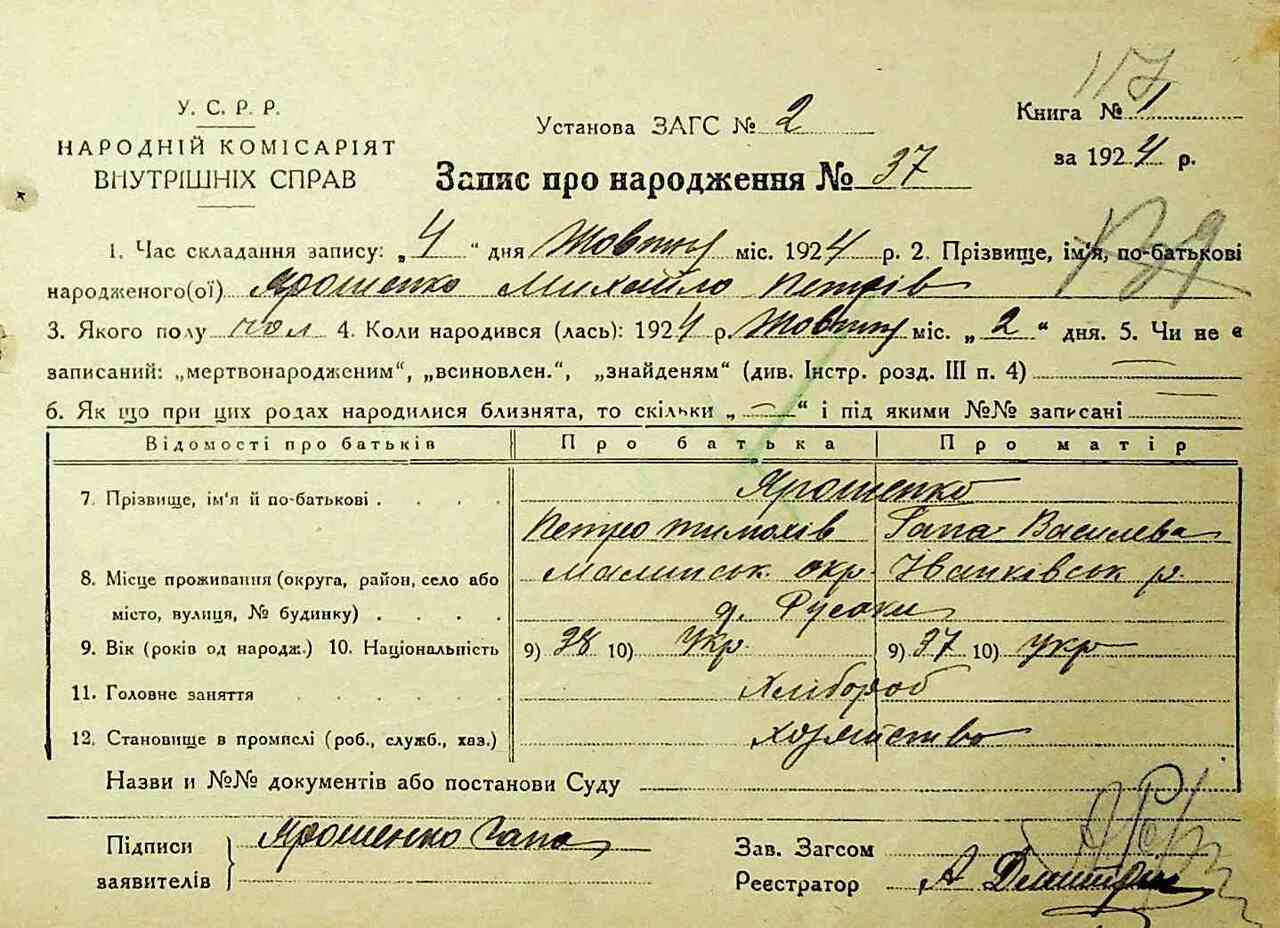 117
У. С. Р. Р.
НАРОДНІЙ КОМІСАРІЯТ
ВНУТРІШНІХ СПРАВ
Установа ЗАГС № 2
Книга № 1
за 1924 р.
Запис про народження № 37
1. Час складання запису: „4“ дня Жовтня міс. 1924 р. 2. Прізвище, ім'я, по-батькові
народженого(ої) Ярошенко Михайло Петрів
3. Якого полу чол 4. Коли народився (лась): 1924 р. Жовтня міс. „2“ дня. 5. Чи не є
записаний: „мертвонародженим“, „всиновлен.“, „знайденям“ (див. Інстр. розд. III п. 4) —
6. Як що при цих родах народилися близнята, то скільки „—“ і під якими №№ записані
Відомості про батьків Про батька Про матір
7. Прізвище, ім'я й по-батькові . . . . Ярошенко
Петро Тимохів Гапа Василева
8. Місце проживання (округа, район, село або Малинськ. окр. Іванківськ р.
місто, вулиця, № будинку) . . . . д. Русаки
9. Вік (років од народж.) 10. Національність 9) 38 10) Укр. 9) 37 10) укр
11. Головне заняття . . . . . Хлібороб
12. Становище в промислі (роб., служб., хаз.) хозяйство
Назви и №№ документів або постанови Суду
Підписи Ярошенко Гапа
заявителів
Зав. Загсом
Реєстратор А